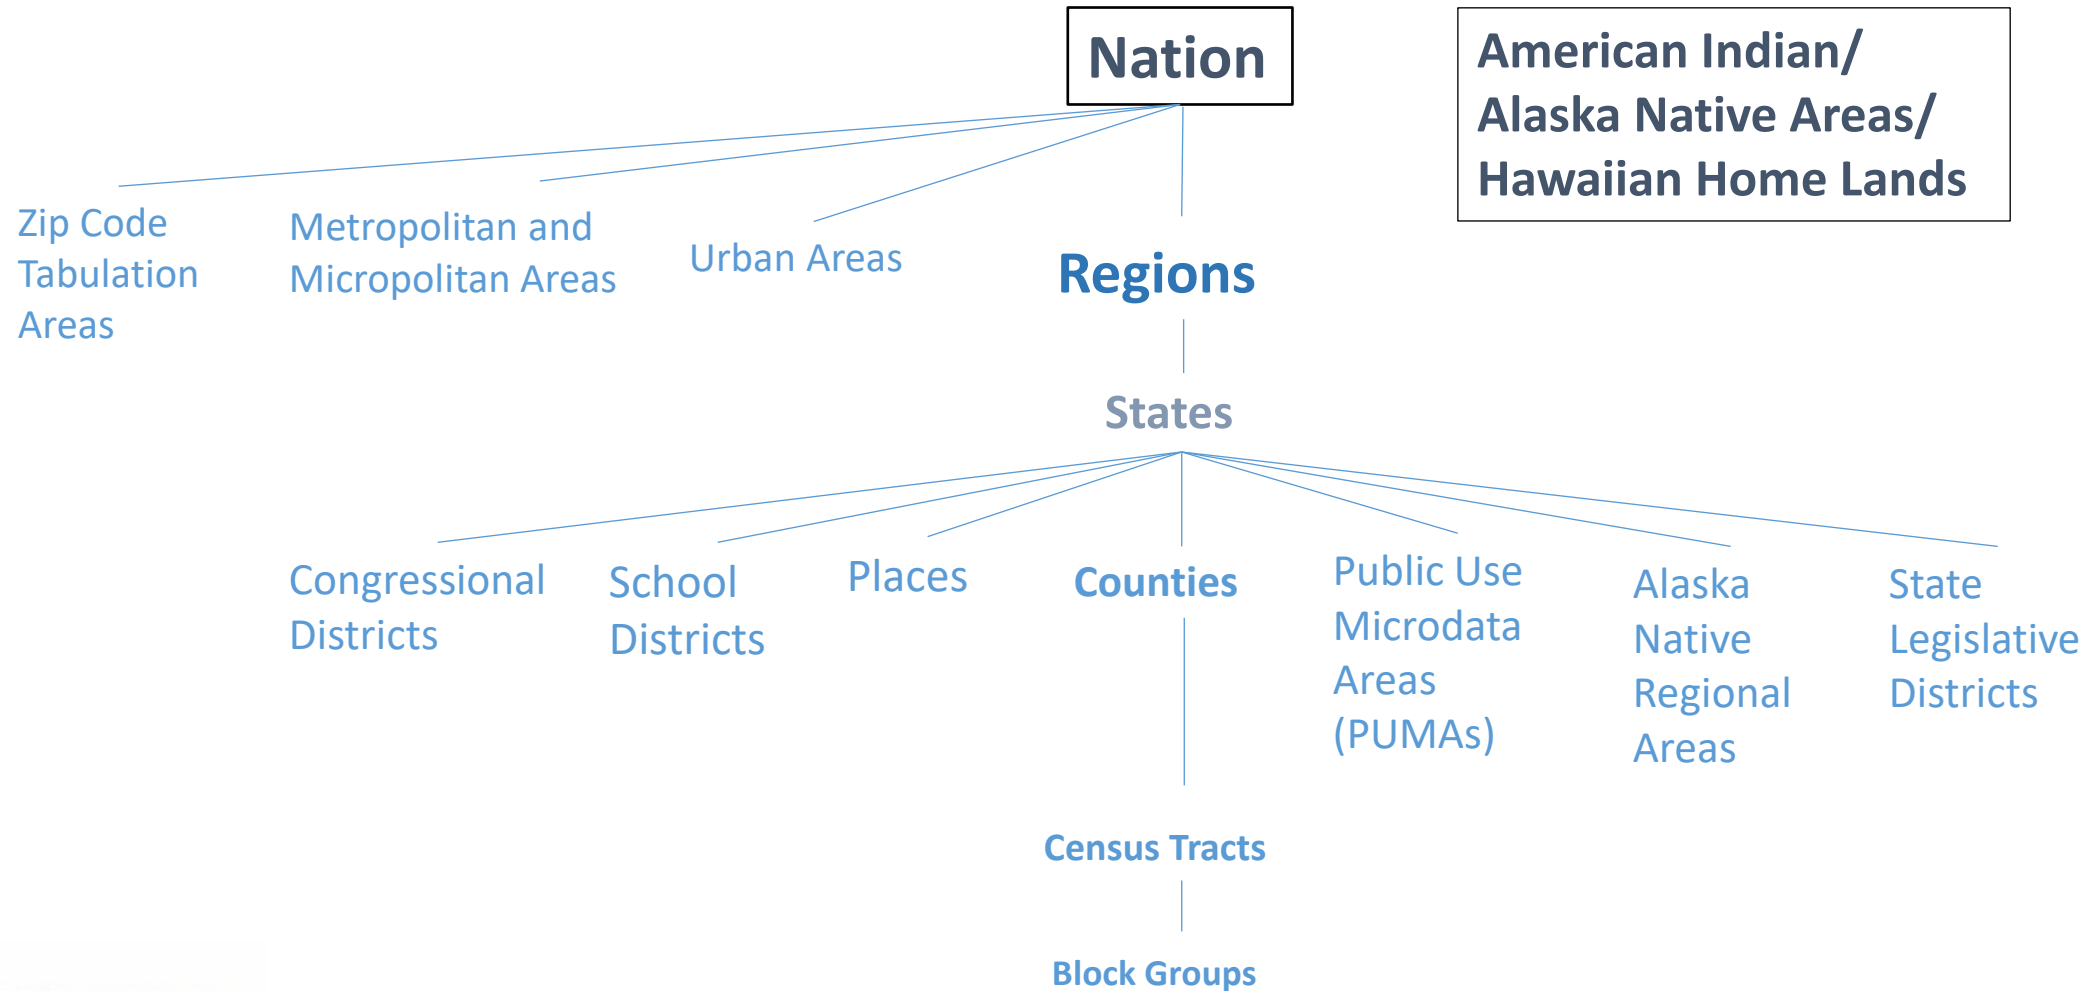 Nation
American Indian/
Alaska Native Areas/
Hawaiian Home Lands
Zip Code
Tabulation
Areas
Metropolitan and
Micropolitan Areas
Urban Areas
Regions
States
Congressional
Districts
School
Districts
Places
Counties
Public Use
Microdata
Areas
(PUMAs)
Alaska
Native
Regional
Areas
State
Legislative
Districts
Census Tracts
Block Groups